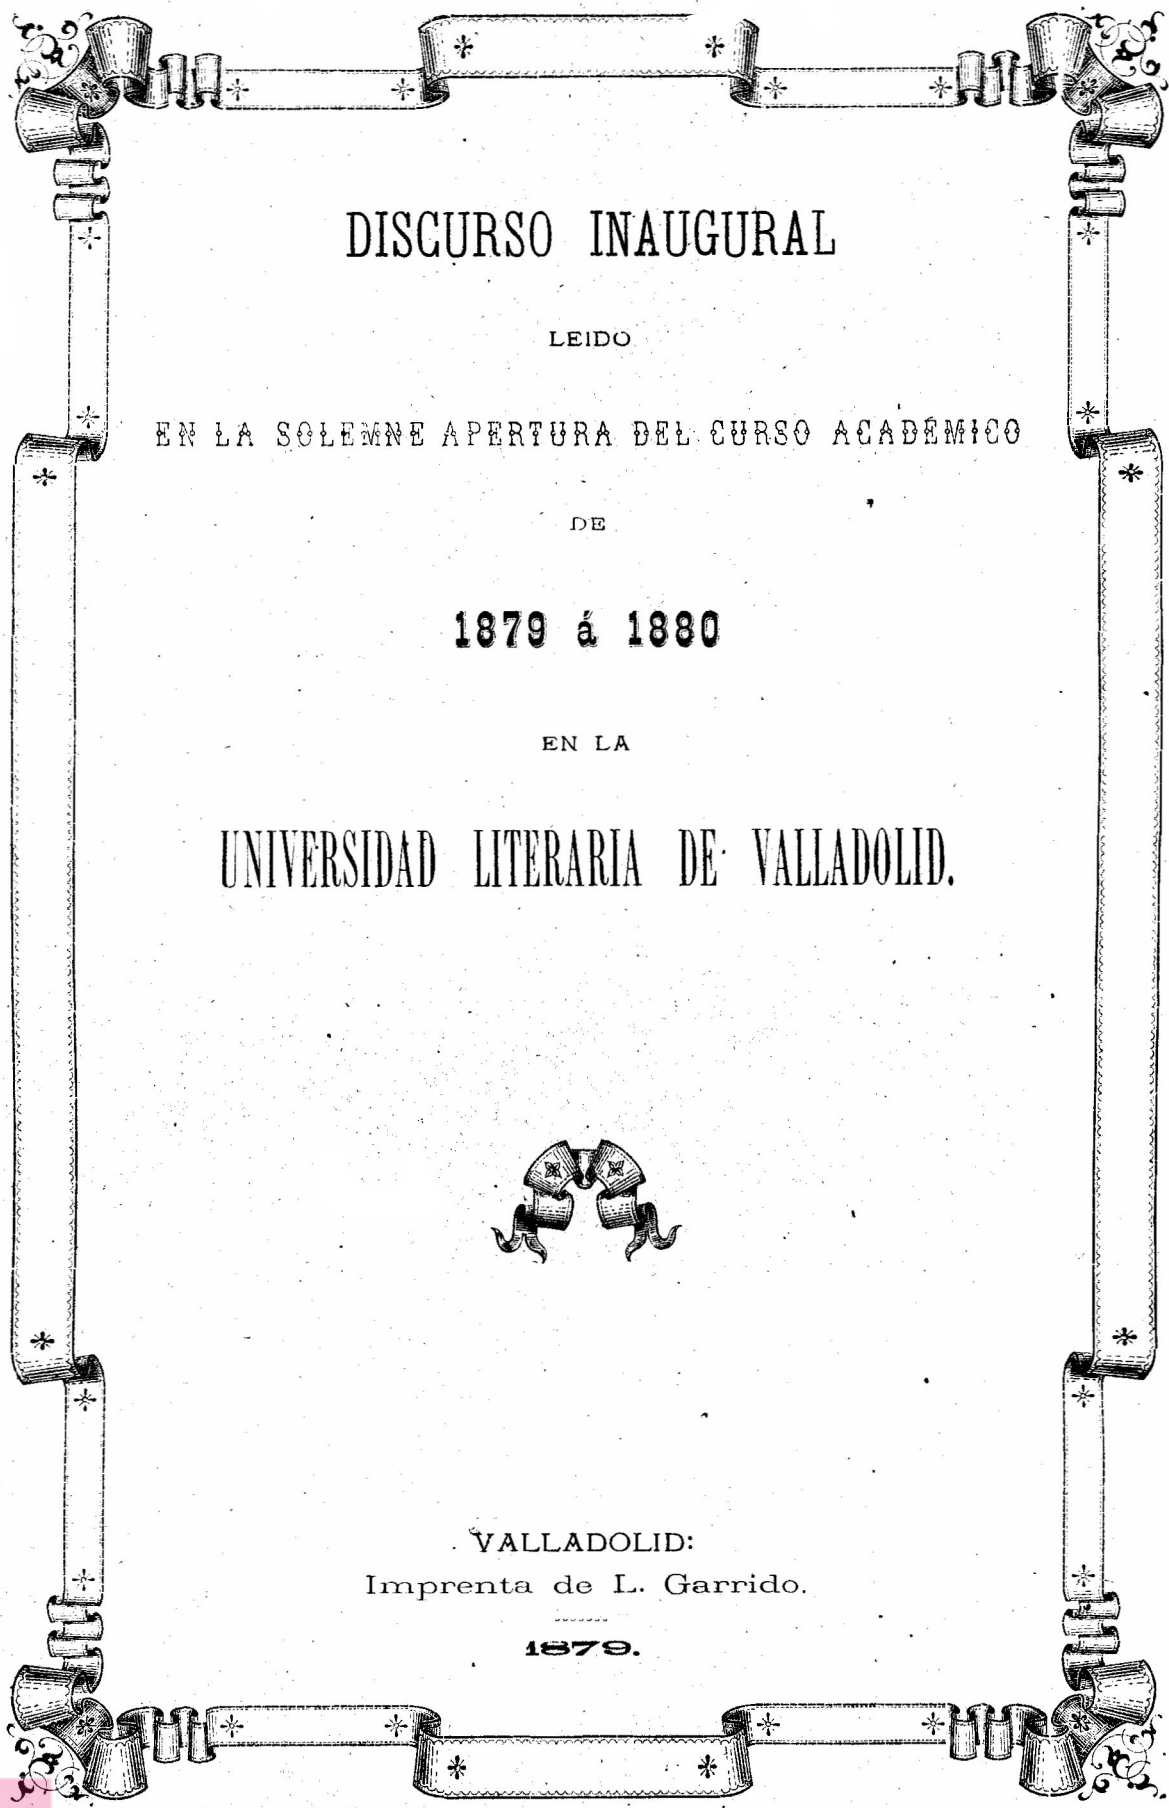 DISCURSO INAUGURAL
LEIDO
EN LA SOLEMNE APERTURA DEL CURSO ACADÉMICO
DE
1879 á 1880
EN LA
UNIVERSIDAD LITERARIA DE VALLADOLID.
VALLADOLID:
Imprenta de L. Garrido.
1879.